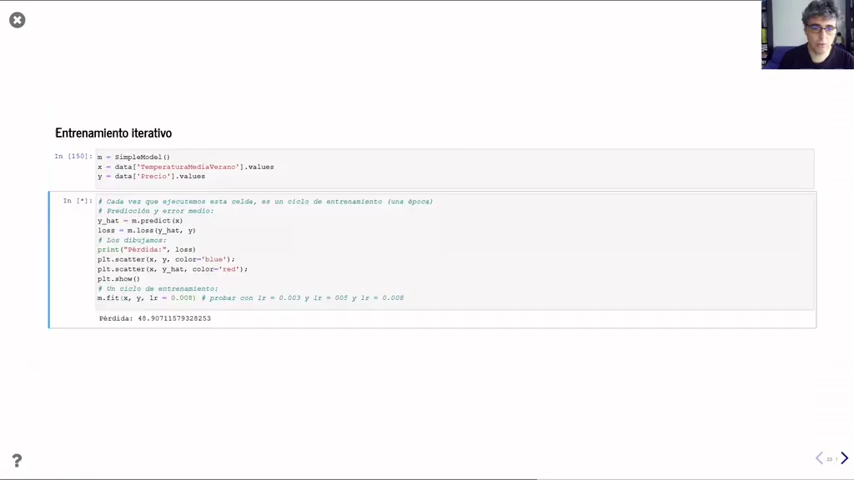 Entrenamiento iterativo
In [150]:
m = SimpleModel()
x = data['TemperaturaMediaVerano'].values
y = data['Precio'].values
In [*]:
# Cada vez que ejecutemos esta celda, es un ciclo de entrenamiento (una época)
# Predicción y error medio:
y_hat = m.predict(x)
loss = m.loss(y_hat, y)
# Los dibujamos:
print("Pérdida:", loss)
plt.scatter(x, y, color='blue');
plt.scatter(x, y_hat, color='red');
plt.show()
# Un ciclo de entrenamiento:
m.fit(x, y, lr = 0.008) # probar con lr = 0.003 y lr = 005 y lr = 0.008
Pérdida: 48.90711579328253
?